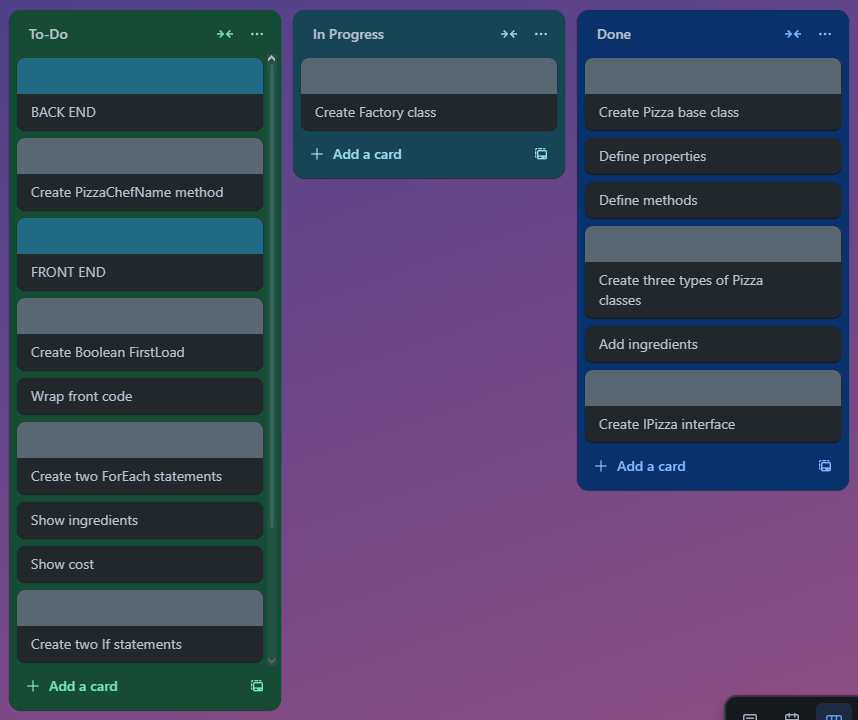 To-Do
BACK END
Create PizzaChefName method
FRONT END
Create Boolean FirstLoad
Wrap front code
Create two ForEach statements
Show ingredients
Show cost
Create two If statements
Add a card
In Progress
Create Factory class
Add a card
Done
Create Pizza base class
Define properties
Define methods
Create three types of Pizza
classes
Add ingredients
Create IPizza interface
Add a card